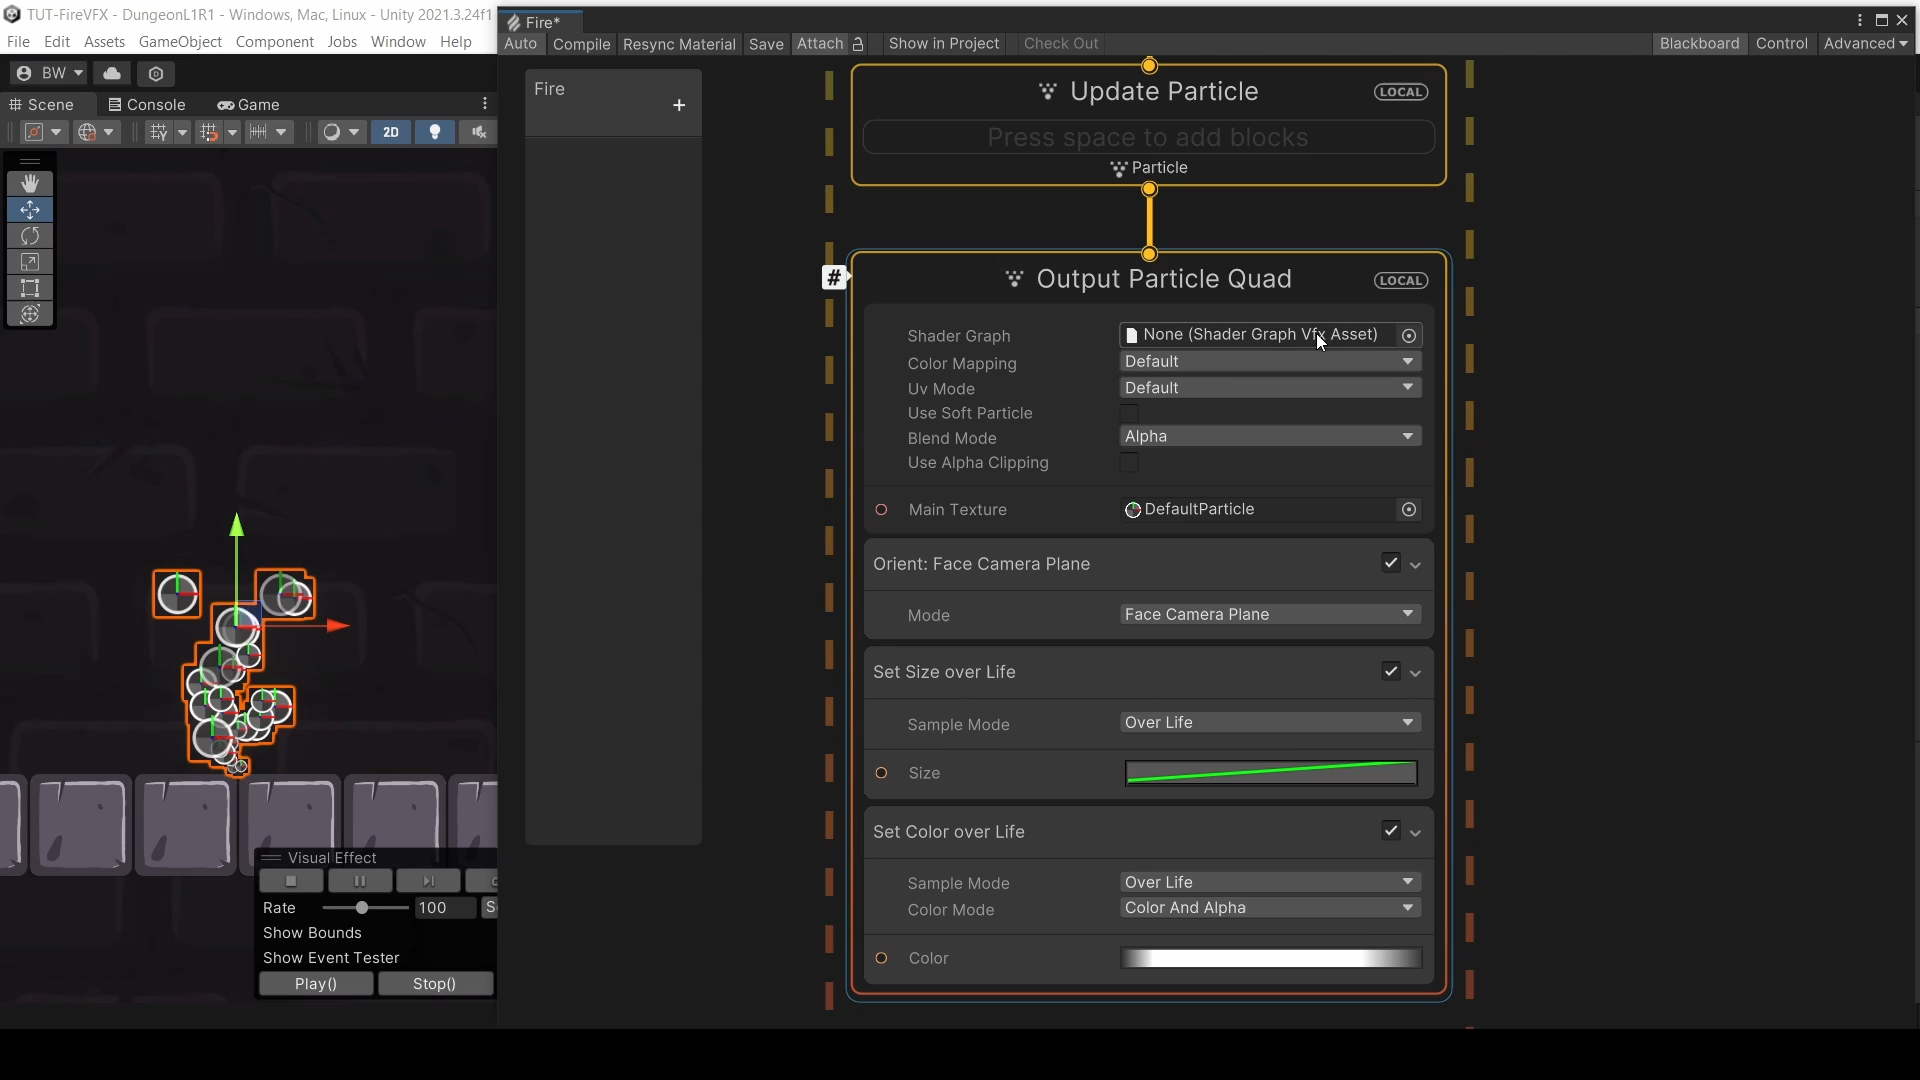 TUT-FireVFX - DungeonL1R1 - Windows, Mac, Linux - Unity 2021.3.24f1
File Edit Assets GameObject Component Jobs Window Help
BW
Scene Console Game
2D
Visual Effect
Rate 100 S
Show Bounds
Show Event Tester
Play() Stop()
Fire*
Auto Compile Resync Material Save Attach Show in Project Check Out Blackboard Control Advanced
Fire
+
Update Particle LOCAL
Press space to add blocks
Particle
#
Output Particle Quad LOCAL
Shader Graph None (Shader Graph Vfx Asset)
Color Mapping Default
Uv Mode Default
Use Soft Particle
Blend Mode Alpha
Use Alpha Clipping
Main Texture DefaultParticle
Orient: Face Camera Plane
Mode Face Camera Plane
Set Size over Life
Sample Mode Over Life
Size
Set Color over Life
Sample Mode Over Life
Color Mode Color And Alpha
Color